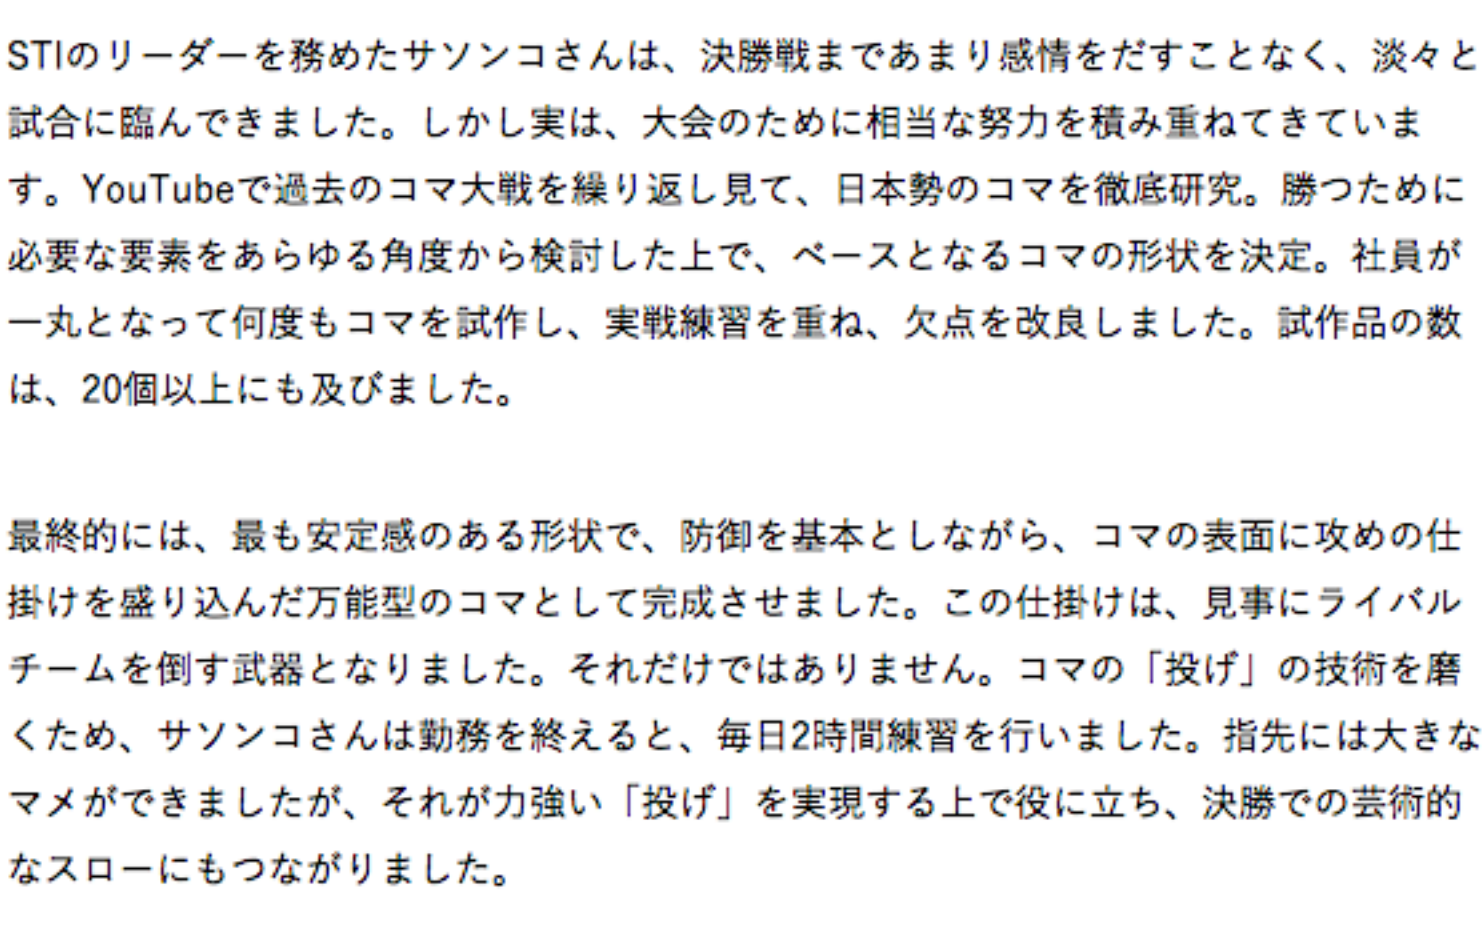 STIのリーダーを務めたサソンコさんは、決勝戦まであまり感情をだすことなく、淡々と
試合に臨んできました。しかし実は、大会のために相当な努力を積み重ねてきていま
す。YouTubeで過去のコマ大戦を繰り返し見て、日本勢のコマを徹底研究。勝つために
必要な要素をあらゆる角度から検討した上で、ベースとなるコマの形状を決定。社員が
一丸となって何度もコマを試作し、実戦練習を重ね、欠点を改良しました。試作品の数
は、20個以上にも及びました。
最終的には、最も安定感のある形状で、防御を基本としながら、コマの表面に攻めの仕
掛けを盛り込んだ万能型のコマとして完成させました。この仕掛けは、見事にライバル
チームを倒す武器となりました。それだけではありません。コマの「投げ」の技術を磨
くため、サソンコさんは勤務を終えると、毎日2時間練習を行いました。指先には大きな
マメができましたが、それが力強い「投げ」を実現する上で役に立ち、決勝での芸術的
なスローにもつながりました。